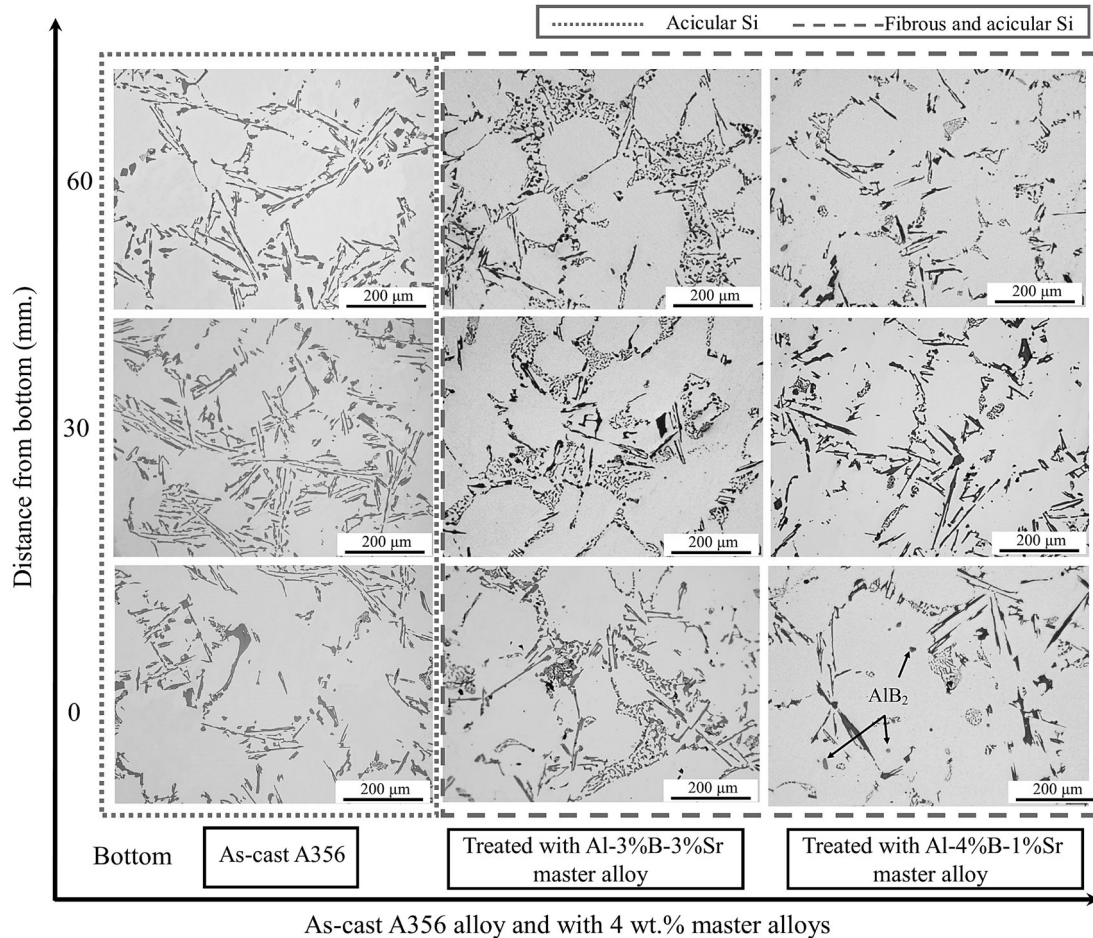 Acicular Si
Fibrous and acicular Si
Distance from bottom (mm.)
60
200 µm
200 µm
200 µm
30
200 µm
200 µm
200 µm
0
AlB₂
200 µm
200 µm
200 µm
Bottom
As-cast A356
Treated with Al-3%B-3%Sr
master alloy
Treated with Al-4%B-1%Sr
master alloy
As-cast A356 alloy and with 4 wt.% master alloys